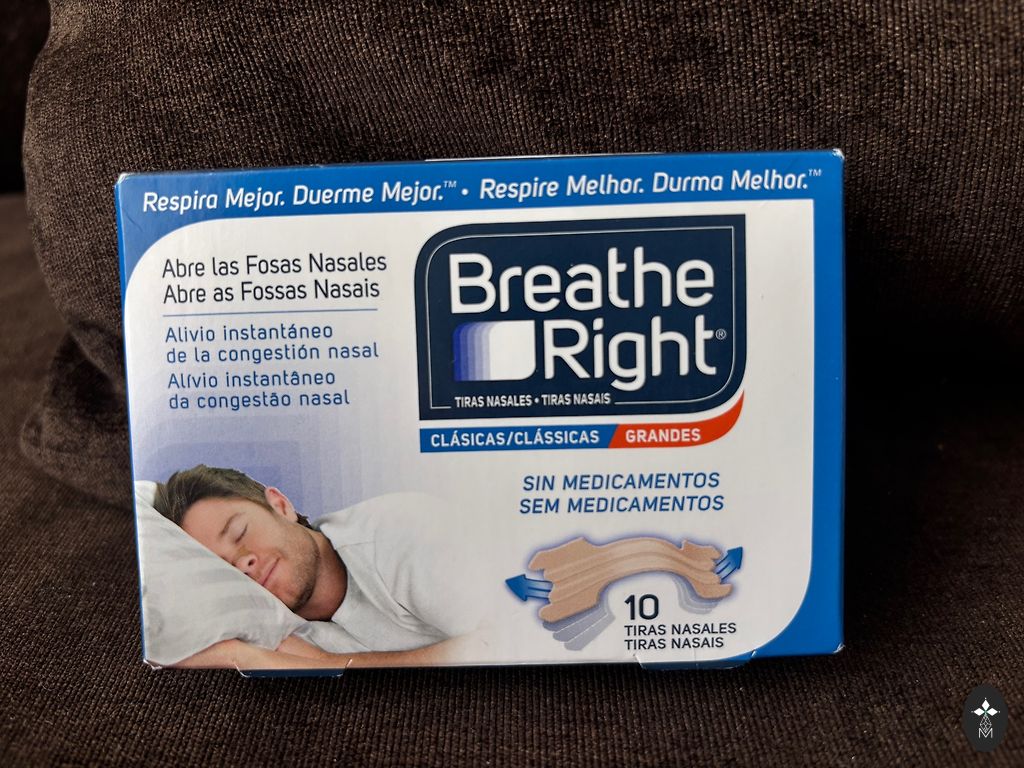 Respira Mejor. Duerme Mejor.™ • Respire Melhor. Durma Melhor.™
Abre las Fosas Nasales
Abre as Fossas Nasais
Alivio instantáneo
de la congestión nasal
Alívio instantâneo
da congestão nasal
Breathe
Right®
TIRAS NASALES • TIRAS NASAIS
CLÁSICAS/CLÁSSICAS GRANDES
SIN MEDICAMENTOS
SEM MEDICAMENTOS
10
TIRAS NASALES
TIRAS NASAIS
M